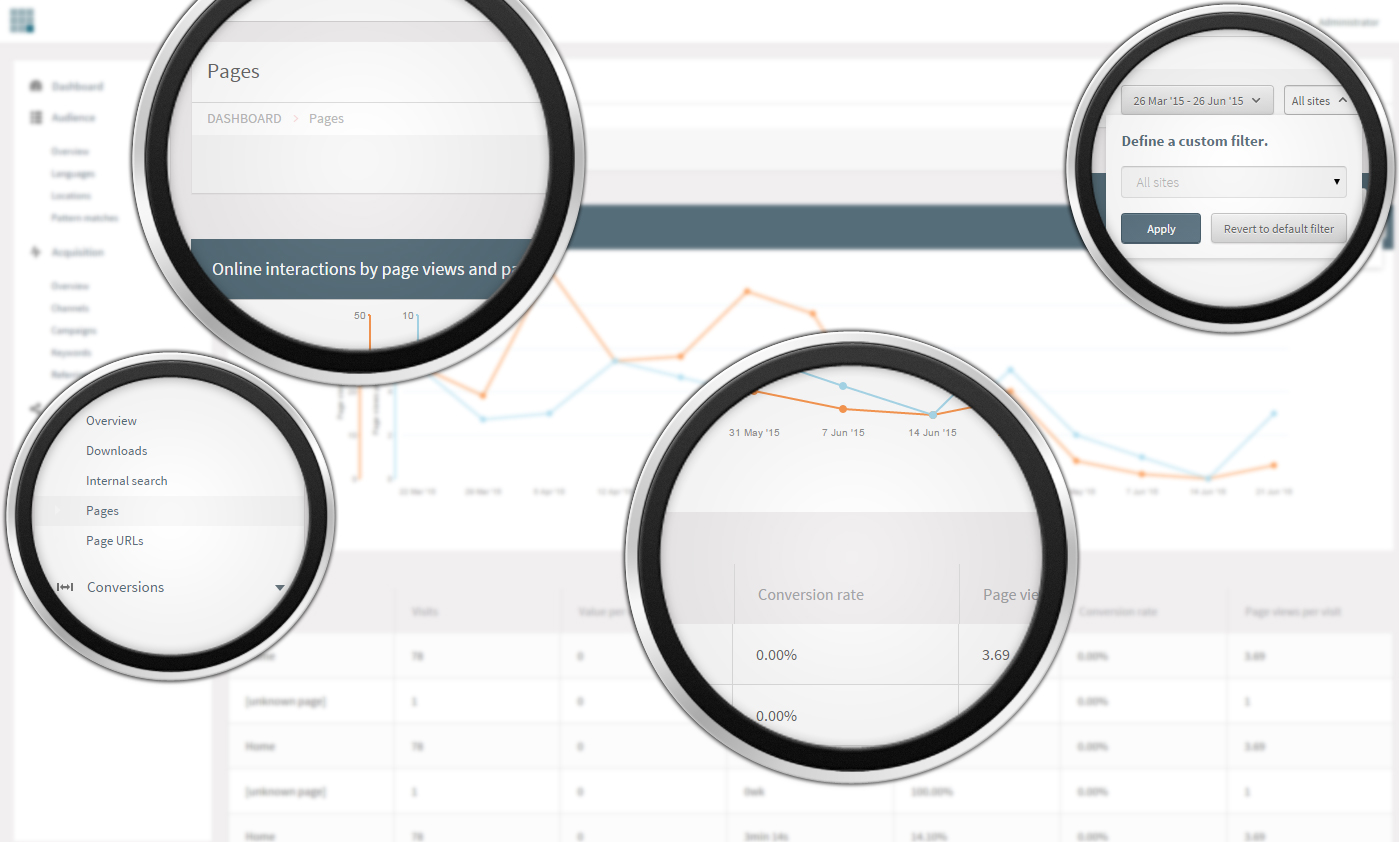 Administrator
Pages
DASHBOARD > Pages
26 Mar '15 - 26 Jun '15
All sites
Define a custom filter.
All sites
Apply
Revert to default filter
Dashboard
Audience
Overview
Languages
Locations
Pattern matches
Acquisition
Overview
Channels
Campaigns
Keywords
Online interactions by page views and pa
50
10
Overview
Downloads
Internal search
Pages
Page URLs
Conversions
31 May '15
7 Jun '15
14 Jun '15
Conversion rate
Page vie
0.00%
3.69
0.00%
Visits
Value per
Conversion rate
Page views per visit
78
0
0.00%
3.69
[unknown page]
1
0
0.00%
1
Home
78
0
0.00%
3.69
[unknown page]
1
0
0wk
100.00%
0.00%
1
Home
78
0
3min 14s
14.10%
0.00%
3.69